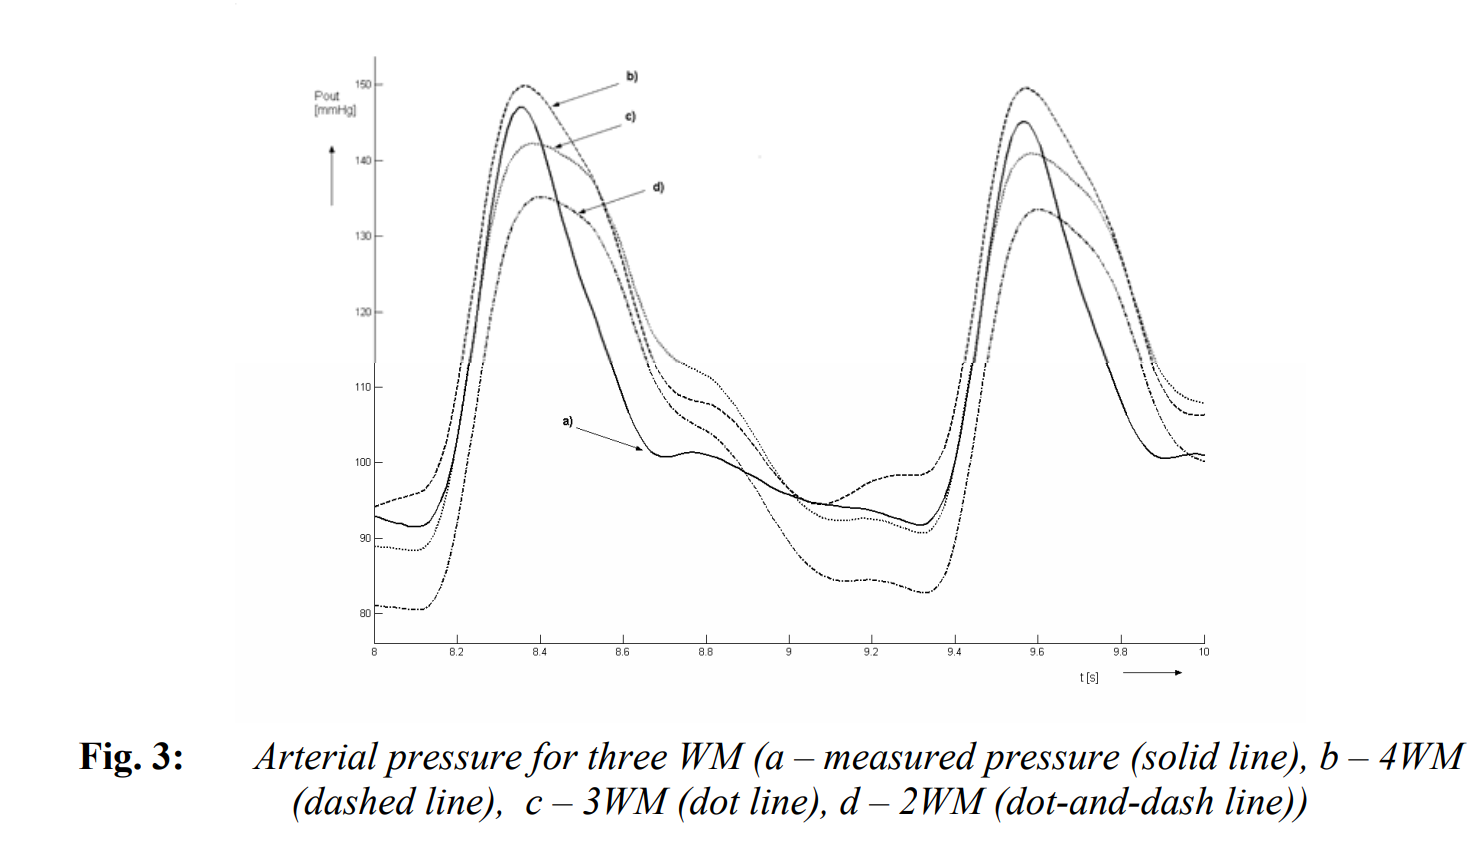 b)
150
Pout
[mmHg]
c)
140
d)
130
120
110
a)
100
90
80
8 8.2 8.4 8.6 8.8 9 9.2 9.4 9.6 9.8 10
t [s]
Fig. 3: Arterial pressure for three WM (a – measured pressure (solid line), b – 4WM
(dashed line), c – 3WM (dot line), d – 2WM (dot-and-dash line))